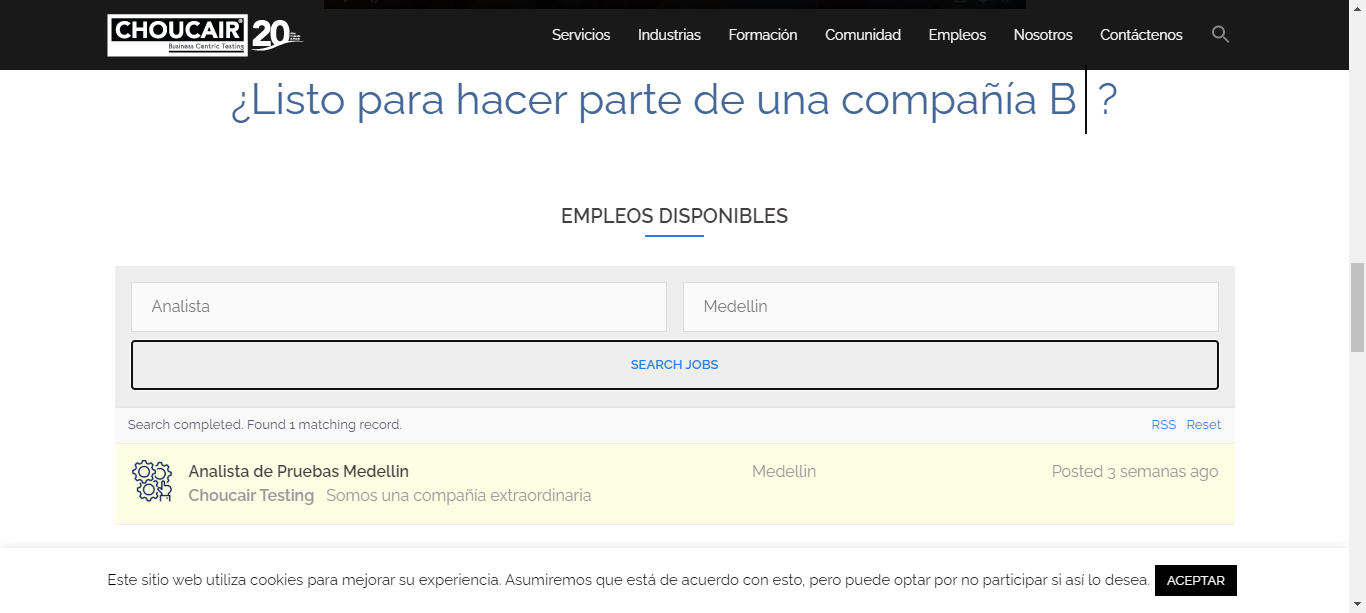 CHOUCAIR
Business Centric Testing
20
Servicios Industrias Formación Comunidad Empleos Nosotros Contáctenos
¿Listo para hacer parte de una compañía B ?
EMPLEOS DISPONIBLES
Analista Medellin
SEARCH JOBS
Search completed. Found 1 matching record. RSS Reset
Analista de Pruebas Medellin Medellin Posted 3 semanas ago
Choucair Testing Somos una compañía extraordinaria
Este sitio web utiliza cookies para mejorar su experiencia. Asumiremos que está de acuerdo con esto, pero puede optar por no participar si así lo desea. ACEPTAR